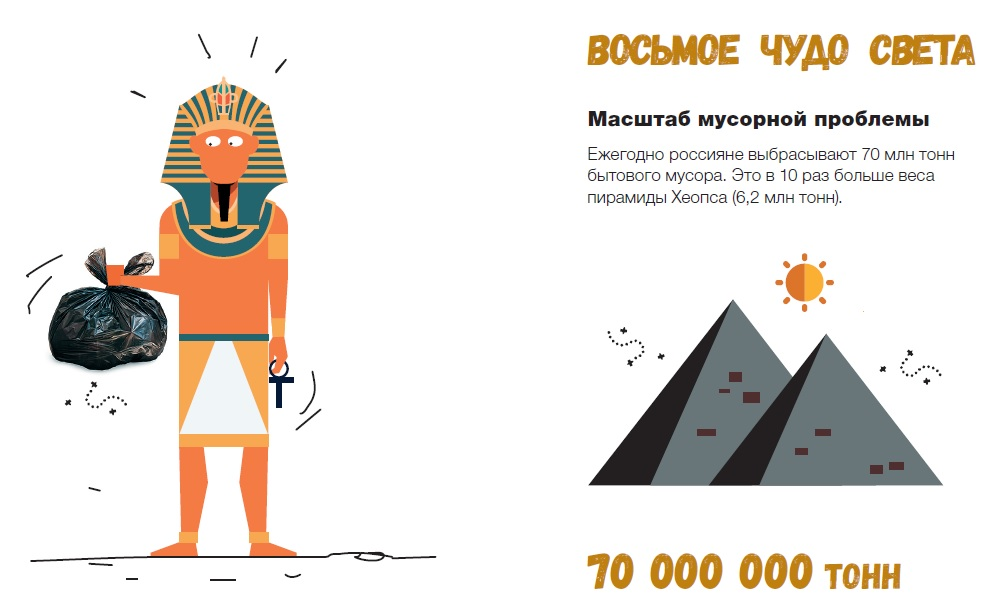 ВОСЬМОЕ ЧУДО СВЕТА
Масштаб мусорной проблемы
Ежегодно россияне выбрасывают 70 млн тонн
бытового мусора. Это в 10 раз больше веса
пирамиды Хеопса (6,2 млн тонн).
70 000 000 тонн